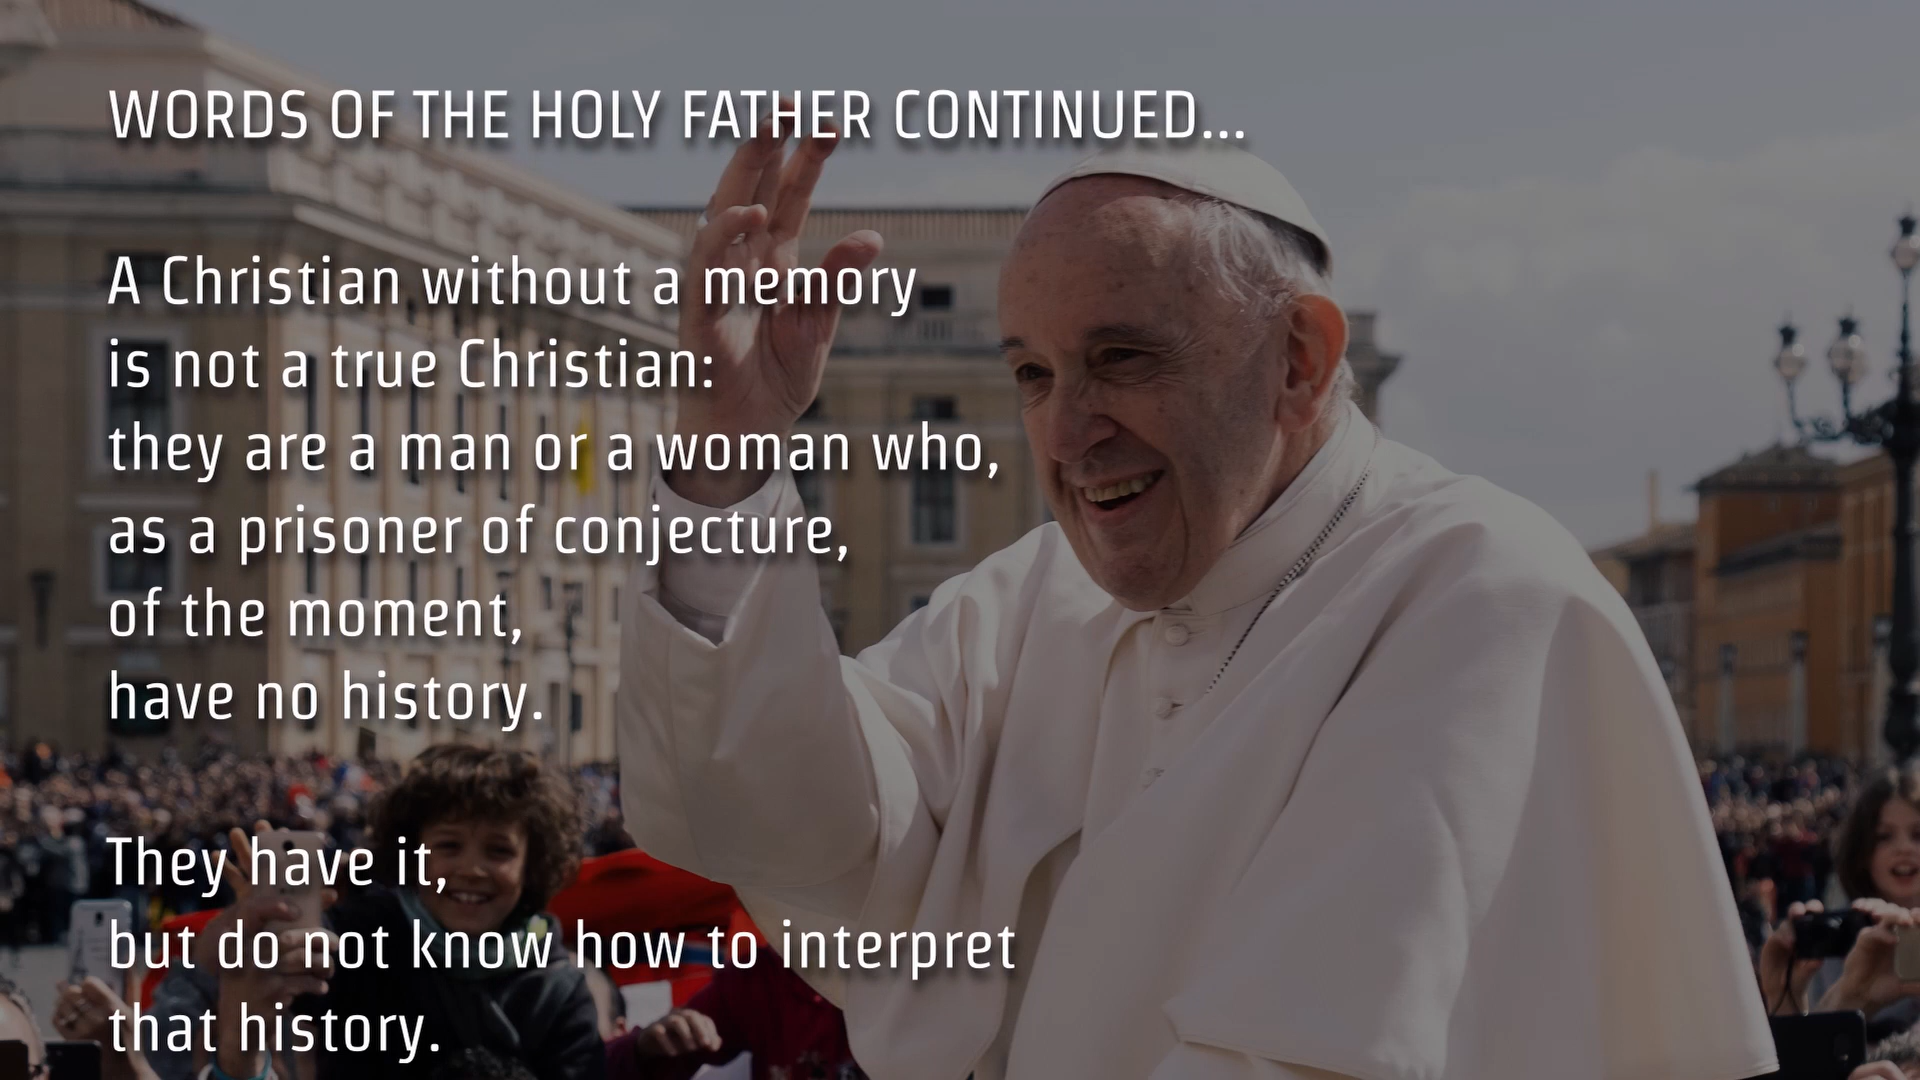 WORDS OF THE HOLY FATHER CONTINUED...
A Christian without a memory
is not a true Christian:
they are a man or a woman who,
as a prisoner of conjecture,
of the moment,
have no history.
They have it,
but do not know how to interpret
that history.